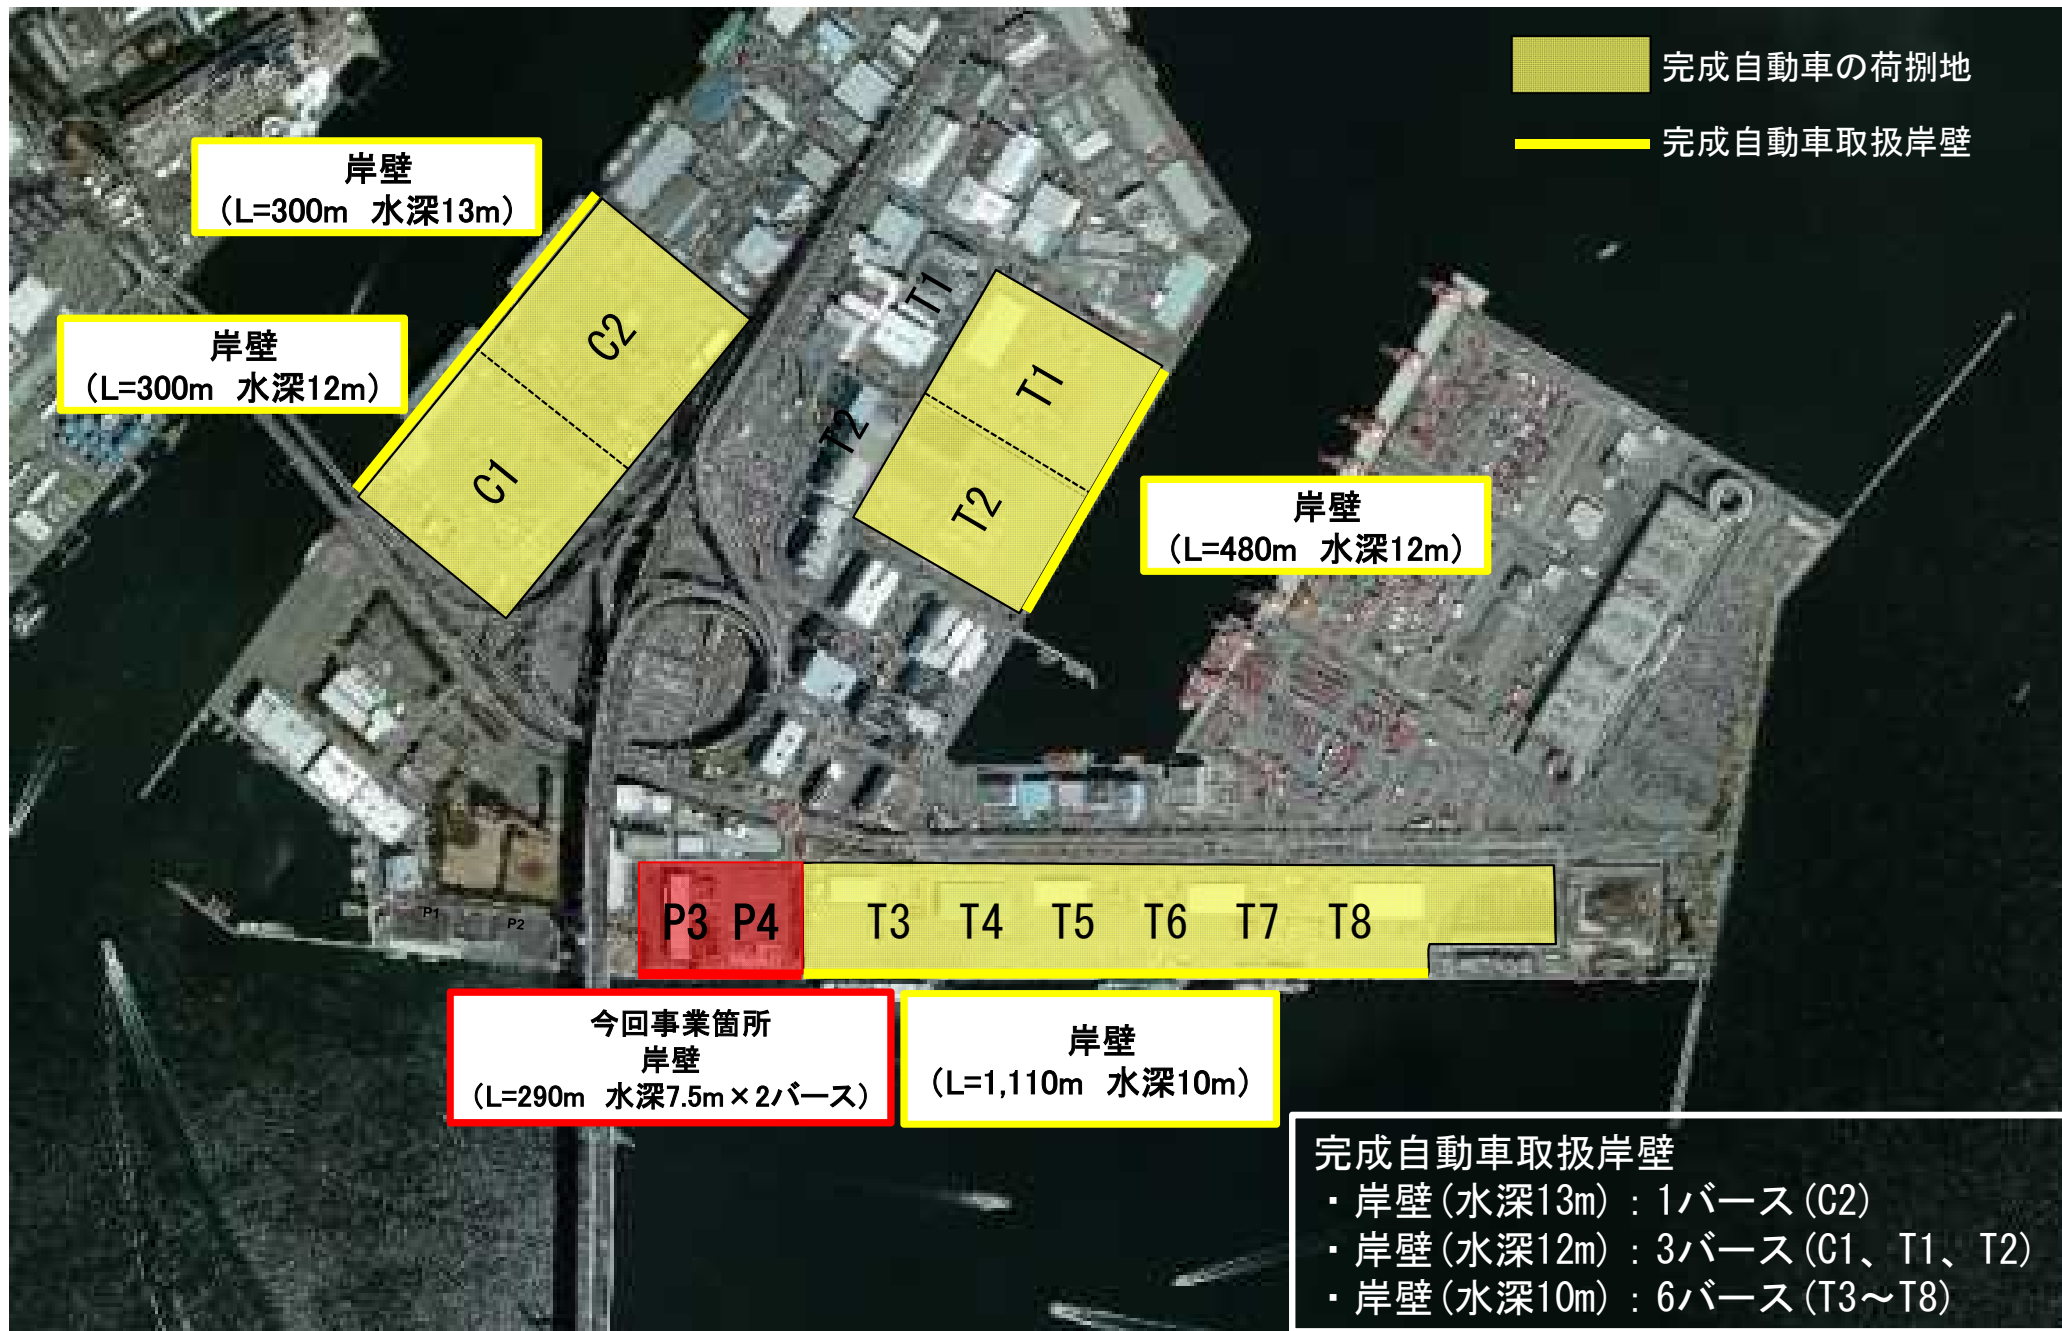 完成自動車の荷捌地
完成自動車取扱岸壁
岸壁
（L=300m 水深13m）
岸壁
（L=300m 水深12m）
C2
C1
T1
T2
T1
T2
岸壁
（L=480m 水深12m）
P1
P2
P3 P4 T3 T4 T5 T6 T7 T8
今回事業箇所
岸壁
（L=290m 水深7.5m×2バース）
岸壁
（L=1,110m 水深10m）
完成自動車取扱岸壁
・岸壁(水深13m)：1バース(C2)
・岸壁(水深12m)：3バース(C1、T1、T2)
・岸壁(水深10m)：6バース(T3～T8)